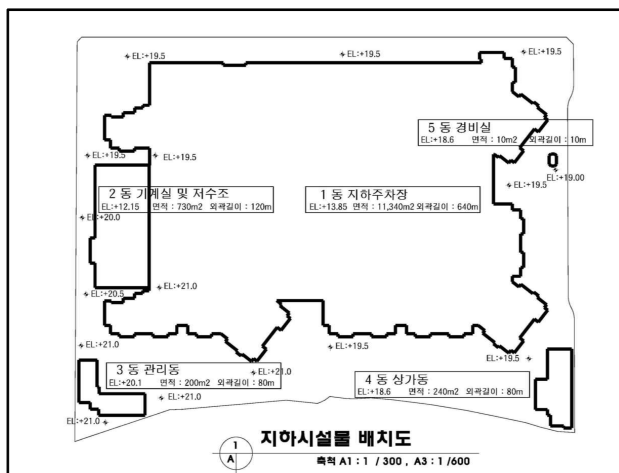 EL:+19.5
EL:+19.5
EL:+19.5
5 동 경비실
EL:+18.6 면적 : 10m2 외곽길이 : 10m
EL:+19.5
EL:+19.5
EL:+19.00
EL:+19.5
2 동 기계실 및 저수조
EL:+12.15 면적 : 730m2 외곽길이 : 120m
1 동 지하주차장
EL:+13.85 면적 : 11,340m2 외곽길이 : 640m
EL:+20.0
EL:+20.5
EL:+21.0
EL:+21.0
EL:+19.5
EL:+19.5
3 동 관리동
EL:+20.1 면적 : 200m2 외곽길이 : 80m
EL:+21.0
4 동 상가동
EL:+18.6 면적 : 240m2 외곽길이 : 80m
EL:+21.0
EL:+21.0
1
A
지하시설물 배치도
축척 A1 : 1 / 300 , A3 : 1 /600